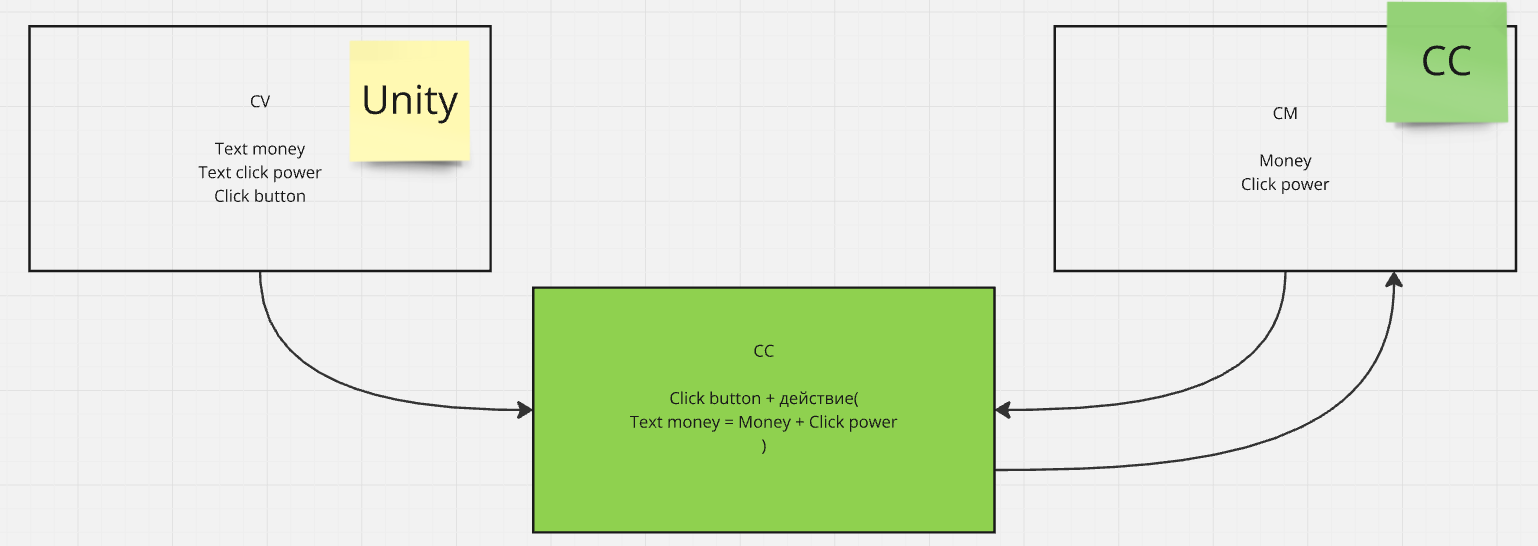 CV
Text money
Text click power
Click button
Unity
CM
Money
Click power
CC
CC
Click button + действие(
Text money = Money + Click power
)